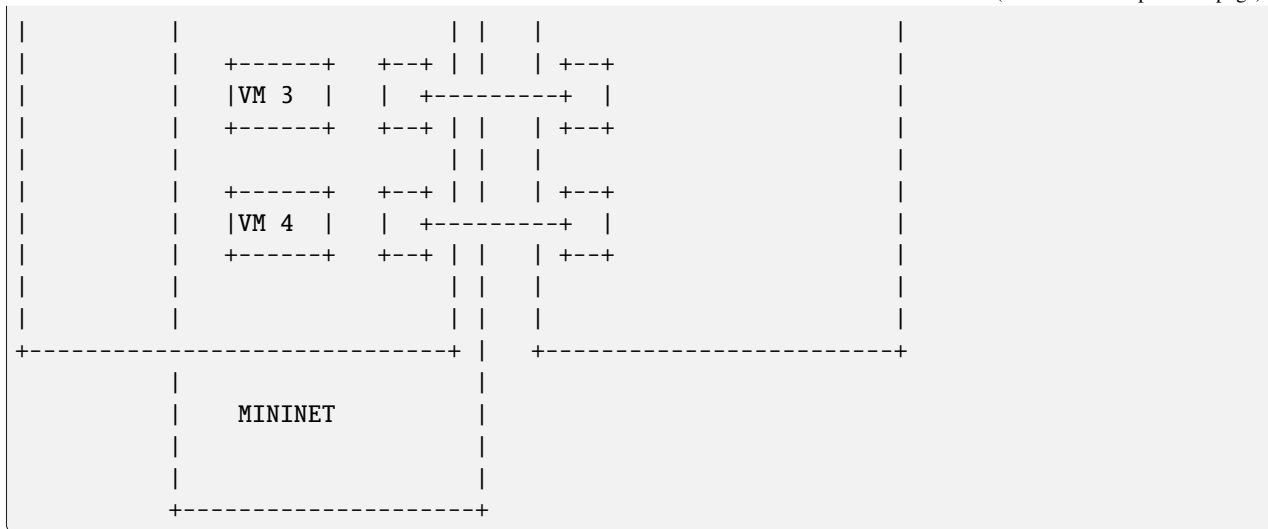 |          |                   | |   |                         |
|          |   +------+   +--+ | |   | +--+                    |
|          |   |VM 3  |   |  +---------+  |                    |
|          |   +------+   +--+ | |   | +--+                    |
|          |                   | |   |                         |
|          |   +------+   +--+ | |   | +--+                    |
|          |   |VM 4  |   |  +---------+  |                    |
|          |   +------+   +--+ | |   | +--+                    |
|          |                   | |   |                         |
|          |                   | |   |                         |
+------------------------------+ |   +-------------------------+
           |                     |
           |    MININET          |
           |                     |
           |                     |
           +---------------------+